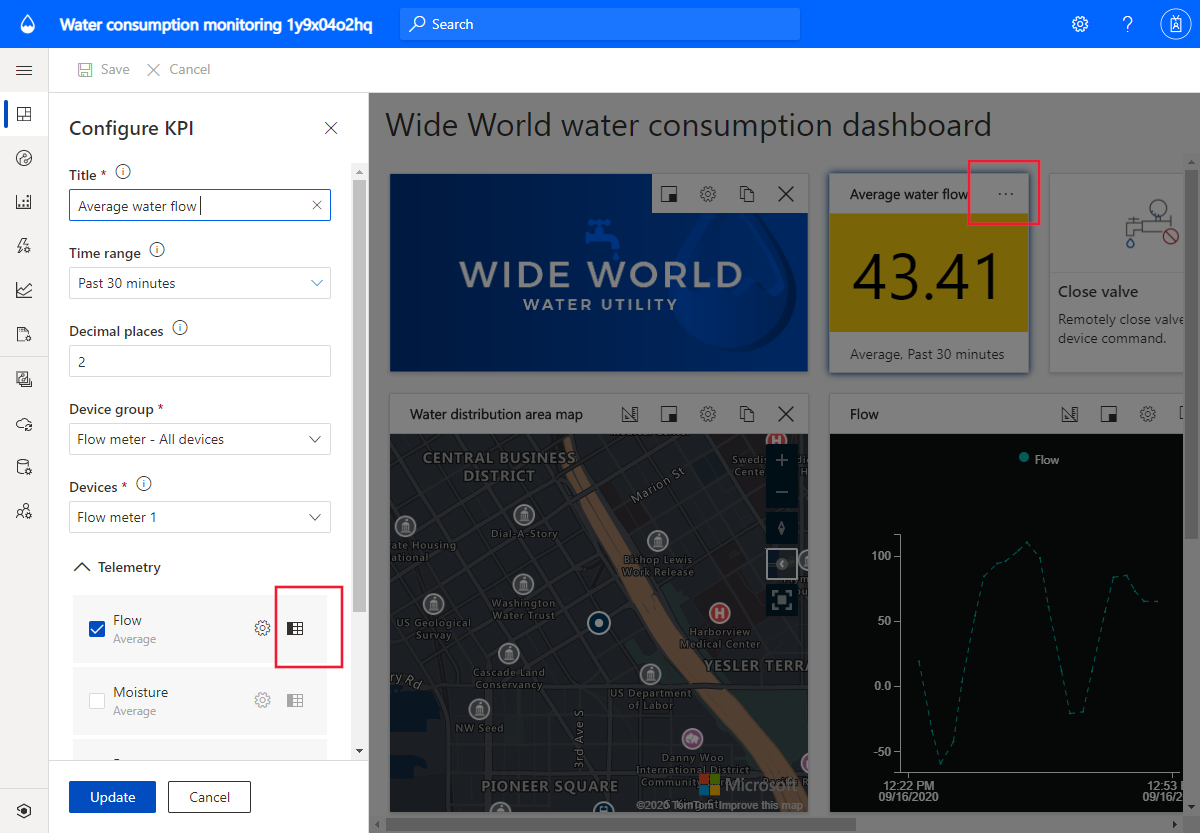 Water consumption monitoring 1y9x04o2hq
Search
Save
Cancel
Configure KPI
Title *
Average water flow
Time range
Past 30 minutes
Decimal places
2
Device group *
Flow meter - All devices
Devices *
Flow meter 1
Telemetry
Flow
Average
Moisture
Average
Update
Cancel
Wide World water consumption dashboard
WIDE WORLD
WATER UTILITY
Average water flow
43.41
Average, Past 30 minutes
Close valve
Remotely close valve
device command.
Water distribution area map
CENTRAL BUSINESS
DISTRICT
Marion St
Dial-A-Story
Bishop Lewis
Work Release
Washington
Water Trust
US Geological
Survay
Harborview
Medical Center
YESLER TERRA
Cascade Land
Conservancy
US Department
of Labor
NW Seed
3rd Ave S
Danny Woo
International District
PIONEER SQUARE
Microsoft
©2020 TomTom Improve this map
Flow
Flow
100
50
0.0
-50
12:22 PM
09/16/2020
12:53
09/16/2